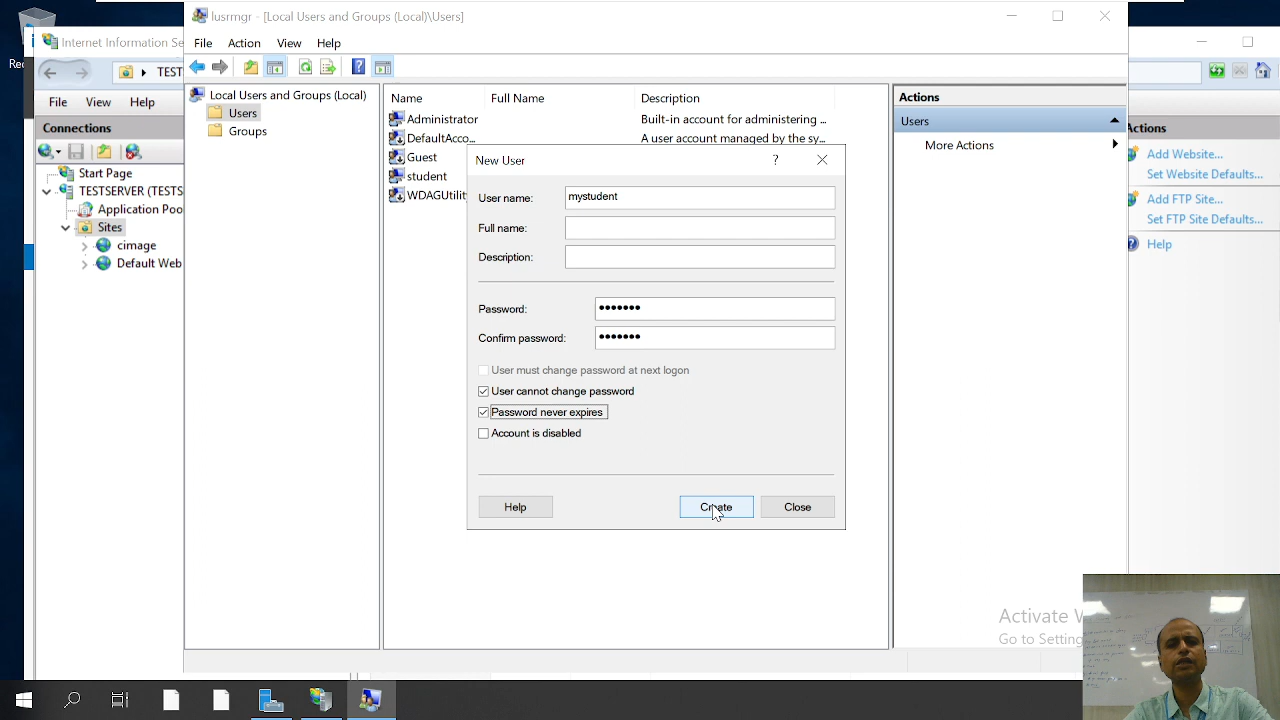 lusrmgr - [Local Users and Groups (Local)\Users]
File Action View Help
Internet Information Se
TEST
File View Help
Connections
Start Page
TESTSERVER (TESTS
Application Poo
Sites
cimage
Default Web
Local Users and Groups (Local)
Users
Groups
Name Full Name Description
Administrator Built-in account for administering ...
DefaultAcco... A user account managed by the sy...
Guest
student
WDAGUtility
New User
User name: mystudent
Full name:
Description:
Password: •••••••
Confirm password: •••••••
User must change password at next logon
User cannot change password
Password never expires
Account is disabled
Help Create Close
Actions
Users
More Actions
Actions
Add Website...
Set Website Defaults...
Add FTP Site...
Set FTP Site Defaults...
Help
Activate
Go to Setting